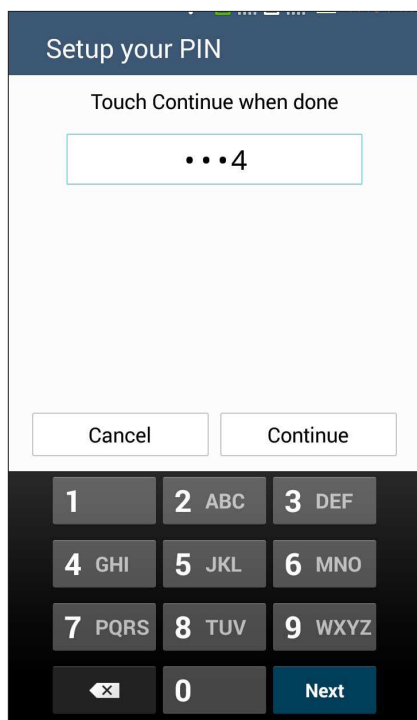 Setup your PIN
Touch Continue when done
•••4
Cancel Continue
1 2 ABC 3 DEF
4 GHI 5 JKL 6 MNO
7 PQRS 8 TUV 9 WXYZ
0 Next